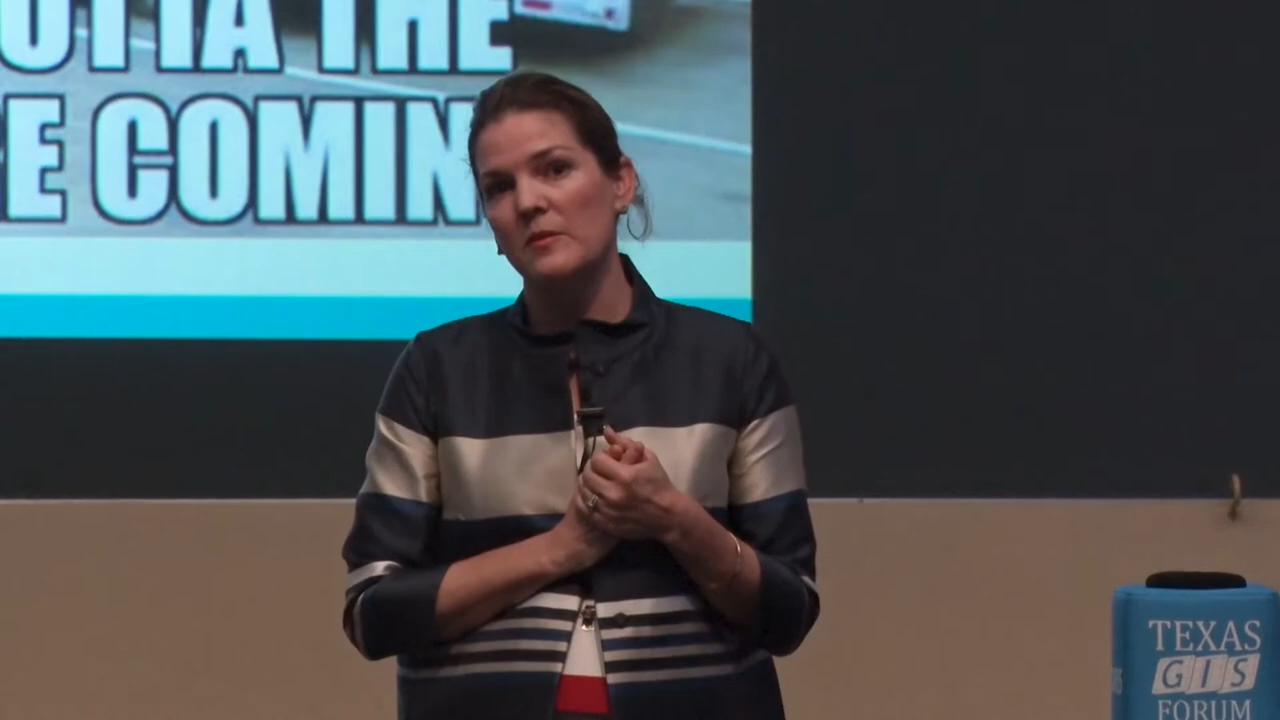 OTTA THE
E COMIN
TEXAS
GIS
FORUM